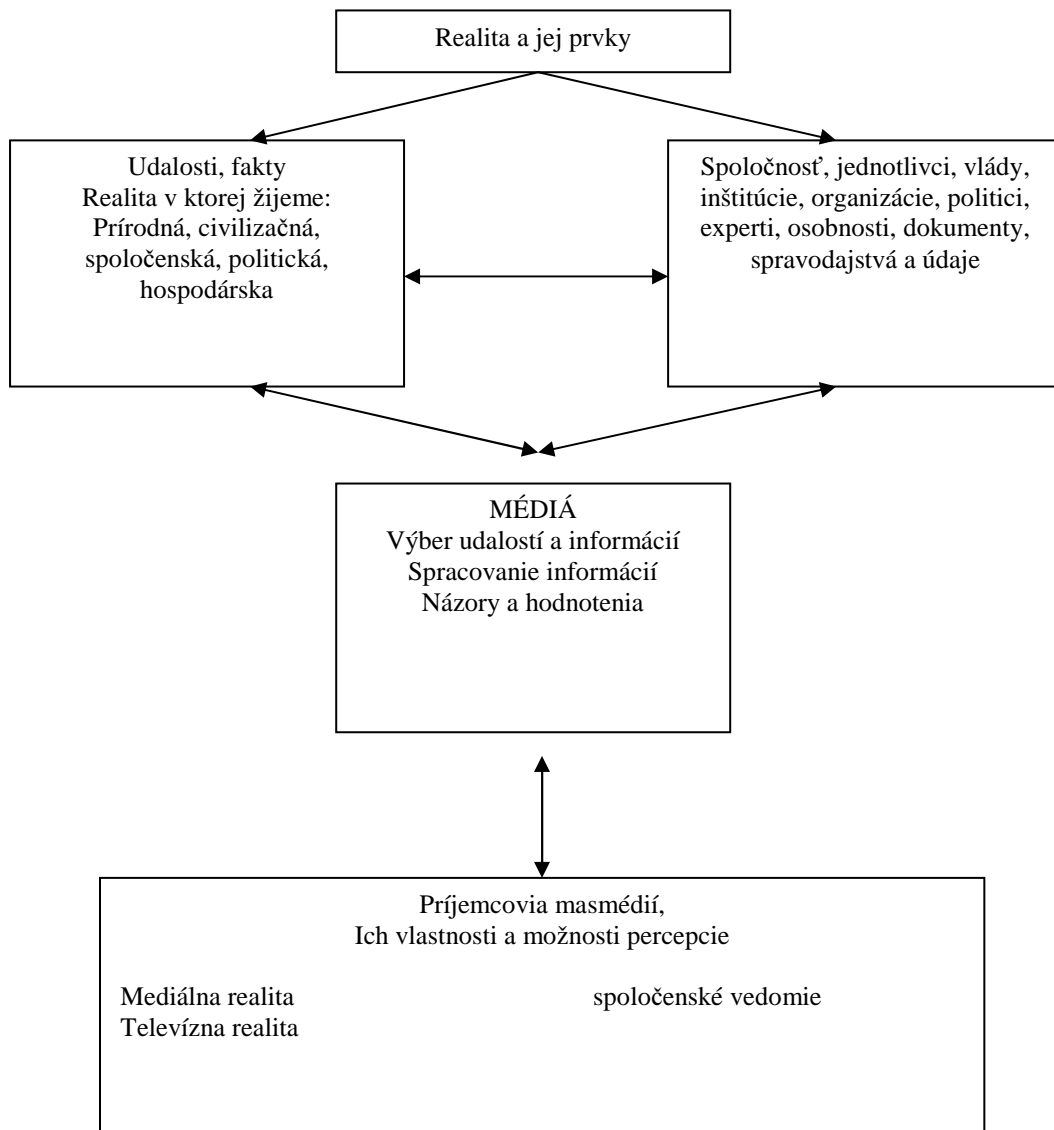 Realita a jej prvky
Udalosti, fakty
Realita v ktorej žijeme:
Prírodná, civilizačná,
spoločenská, politická,
hospodárska
Spoločnosť, jednotlivci, vlády,
inštitúcie, organizácie, politici,
experti, osobnosti, dokumenty,
spravodajstvá a údaje
MÉDIÁ
Výber udalostí a informácií
Spracovanie informácií
Názory a hodnotenia
Príjemcovia masmédií,
Ich vlastnosti a možnosti percepcie
Mediálna realita spoločenské vedomie
Televízna realita